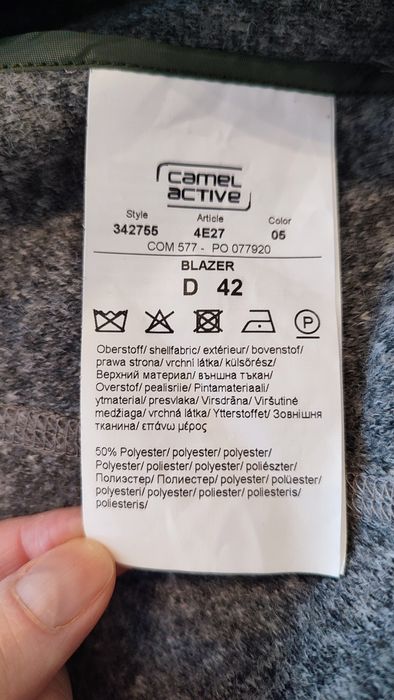 camel
active
Style Article Color
342755 4E27 05
COM 577 - PO 077920
BLAZER
D 42
P
Oberstoff/ shellfabric/ extérieur/ bovenstof/
prawa strona/ vrchni látka/ külsőrész/
Верхний материал/ външна тъкан/
Overstof/ pealisriie/ Pintamateriaali/
ytmaterial/ presvlaka/ Virsdrāna/ Viršutinė
medžiaga/ vrchná látka/ Ytterstoffet/ Зовнішня
тканина/ επάνω μέρος
50% Polyester/ polyester/ polyester/
Polyester/ poliester/ polyester/ poliészter/
Полиэстер/ Полиестер/ polyester/ polüester/
polyesteri/ polyester/ poliester/ poliesteris/
poliesteris/